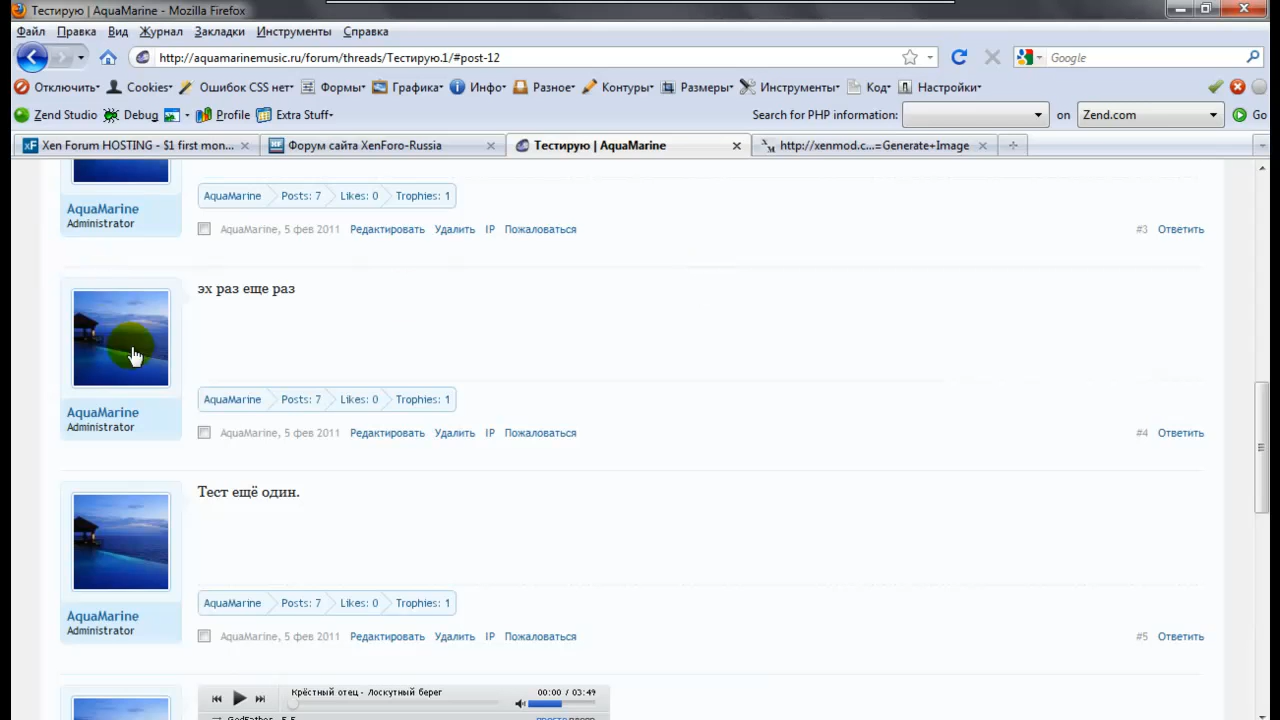 Тестирую | AquaMarine - Mozilla Firefox
Файл Правка Вид Журнал Закладки Инструменты Справка
http://aquamarinemusic.ru/forum/threads/Тестирую.1/#post-12 Google
Отключить Cookies Ошибок CSS нет Формы Графика Инфо Разное Контуры Размеры Инструменты Код Настройки
Zend Studio Debug Profile Extra Stuff Search for PHP information: on Zend.com Go
Xen Forum HOSTING - $1 first mon... Форум сайта XenForo-Russia Тестирую | AquaMarine http://xenmod.c...=Generate+Image
AquaMarine Posts: 7 Likes: 0 Trophies: 1
AquaMarine
Administrator
AquaMarine, 5 фев 2011 Редактировать Удалить IP Пожаловаться #3 Ответить
эх раз еще раз
AquaMarine Posts: 7 Likes: 0 Trophies: 1
AquaMarine
Administrator
AquaMarine, 5 фев 2011 Редактировать Удалить IP Пожаловаться #4 Ответить
Тест ещё один.
AquaMarine Posts: 7 Likes: 0 Trophies: 1
AquaMarine
Administrator
AquaMarine, 5 фев 2011 Редактировать Удалить IP Пожаловаться #5 Ответить
Крёстный отец - Лоскутный берег 00:00 / 03:49